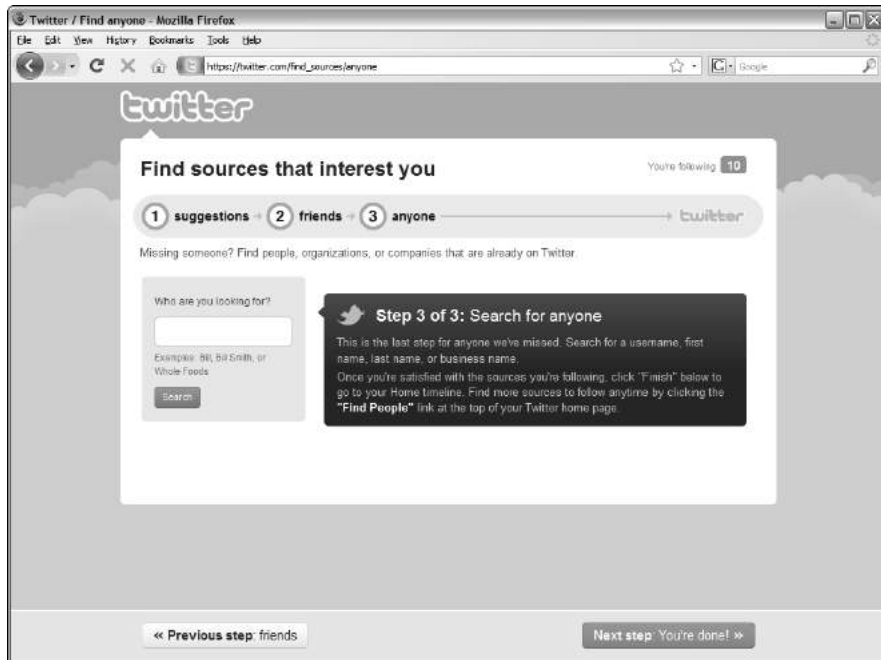 Twitter / Find anyone - Mozilla Firefox
File Edit View History Bookmarks Tools Help
https://twitter.com/find_sources/anyone
G Google
twitter
Find sources that interest you
You're following 10
1 suggestions 2 friends 3 anyone twitter
Missing someone? Find people, organizations, or companies that are already on Twitter.
Who are you looking for?
Examples: Bill, Bill Smith, or
Whole Foods
Search
Step 3 of 3: Search for anyone
This is the last step for anyone we've missed. Search for a username, first
name, last name, or business name.
Once you're satisfied with the sources you're following, click "Finish" below to
go to your Home timeline. Find more sources to follow anytime by clicking the
"Find People" link at the top of your Twitter home page.
« Previous step: friends
Next step: You're done! »